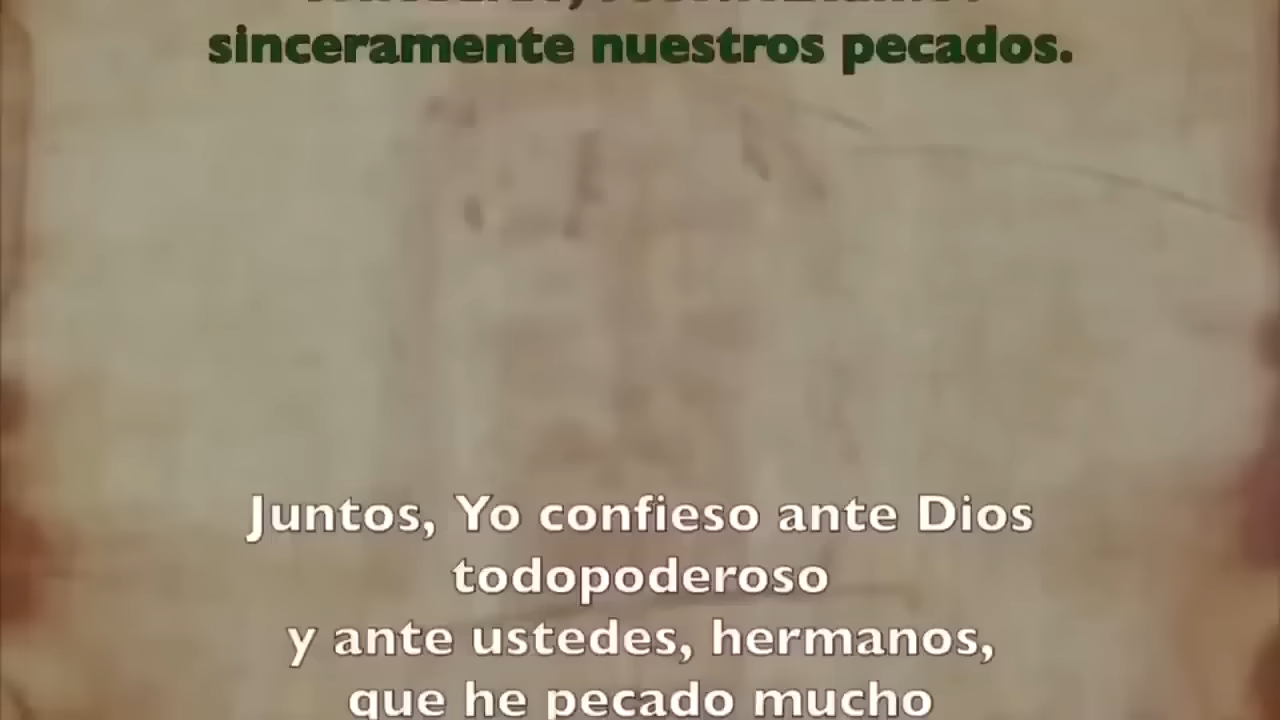 sinceramente nuestros pecados.
Juntos, Yo confieso ante Dios
todopoderoso
y ante ustedes, hermanos,
que he pecado mucho